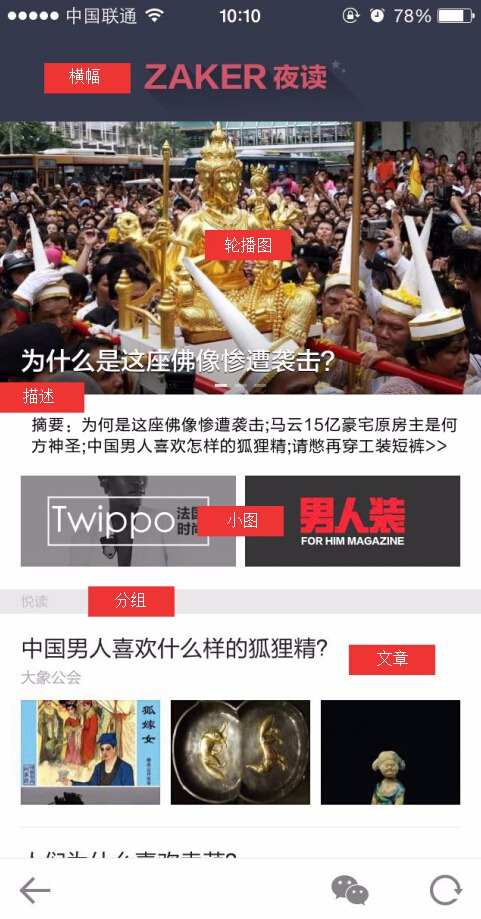 中国联通 10:10 78%
横幅 ZAKER 夜读
轮播图
为什么是这座佛像惨遭袭击?
描述
摘要：为何是这座佛像惨遭袭击;马云15亿豪宅原房主是何
方神圣;中国男人喜欢怎样的狐狸精;请憋再穿工装短裤>>
Twippo 法国
时尚
小图
男人装
FOR HIM MAGAZINE
悦读 分组
中国男人喜欢什么样的狐狸精?
文章
大象公会
狐嫁女